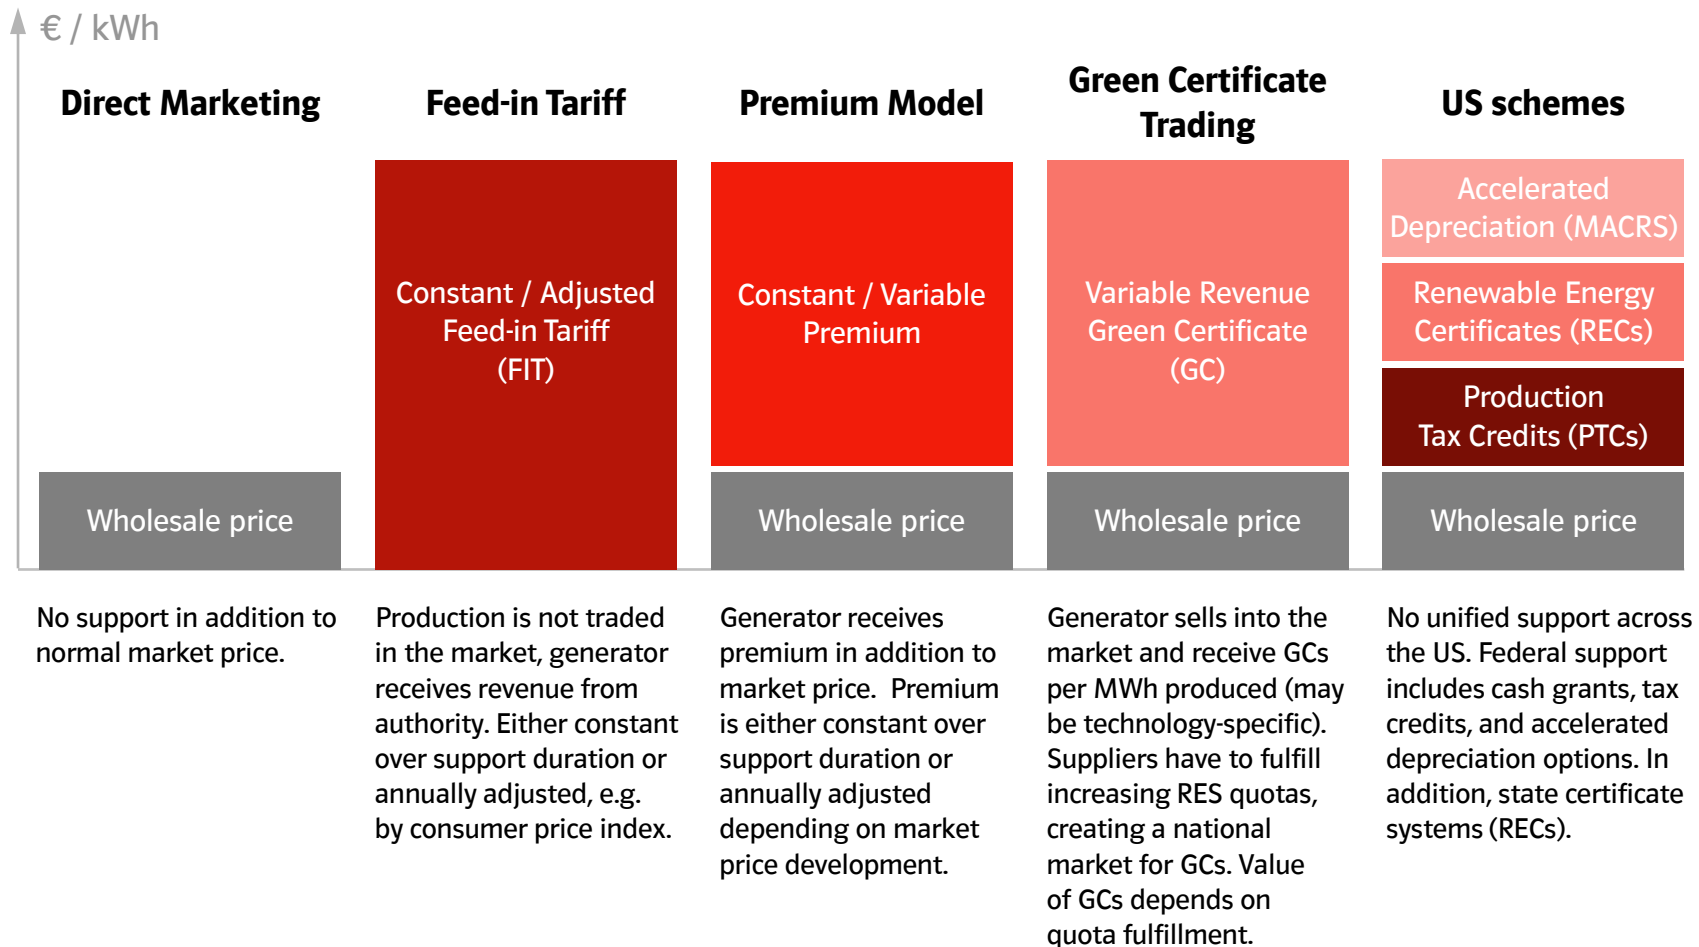 € / kWh
Direct Marketing
Feed-in Tariff
Premium Model
Green Certificate
Trading
US schemes
Wholesale price
Constant / Adjusted
Feed-in Tariff
(FIT)
Constant / Variable
Premium
Wholesale price
Variable Revenue
Green Certificate
(GC)
Wholesale price
Accelerated
Depreciation (MACRS)
Renewable Energy
Certificates (RECs)
Production
Tax Credits (PTCs)
Wholesale price
No support in addition to
normal market price.
Production is not traded
in the market, generator
receives revenue from
authority. Either constant
over support duration or
annually adjusted, e.g.
by consumer price index.
Generator receives
premium in addition to
market price.  Premium
is either constant over
support duration or
annually adjusted
depending on market
price development.
Generator sells into the
market and receive GCs
per MWh produced (may
be technology-specific).
Suppliers have to fulfill
increasing RES quotas,
creating a national
market for GCs. Value
of GCs depends on
quota fulfillment.
No unified support across
the US. Federal support
includes cash grants, tax
credits, and accelerated
depreciation options. In
addition, state certificate
systems (RECs).